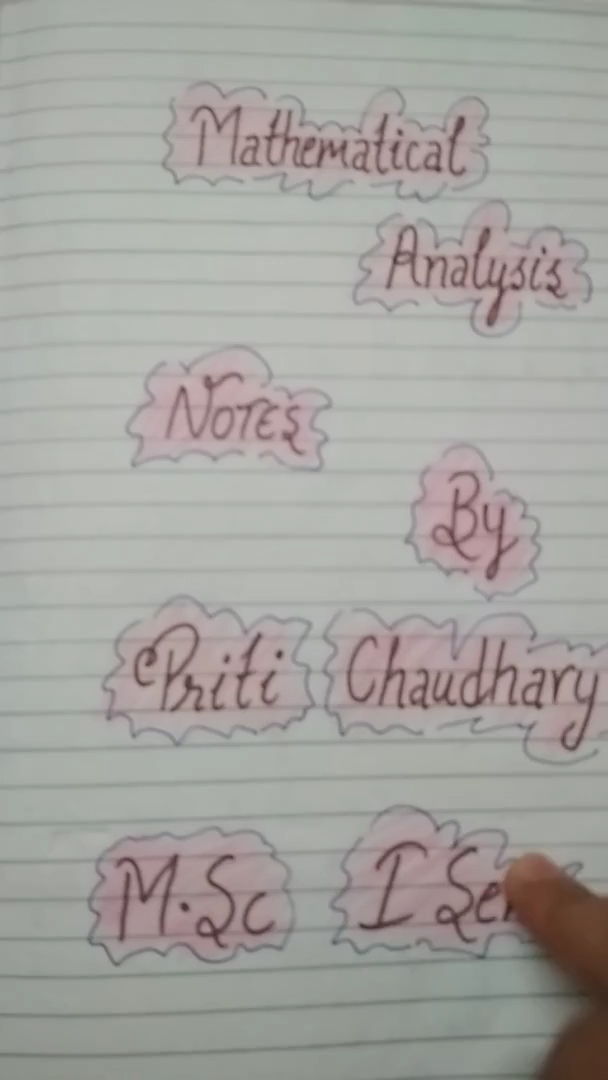 Mathematical
Analysis
NOTES
By
Priti Chaudhary
M.Sc I